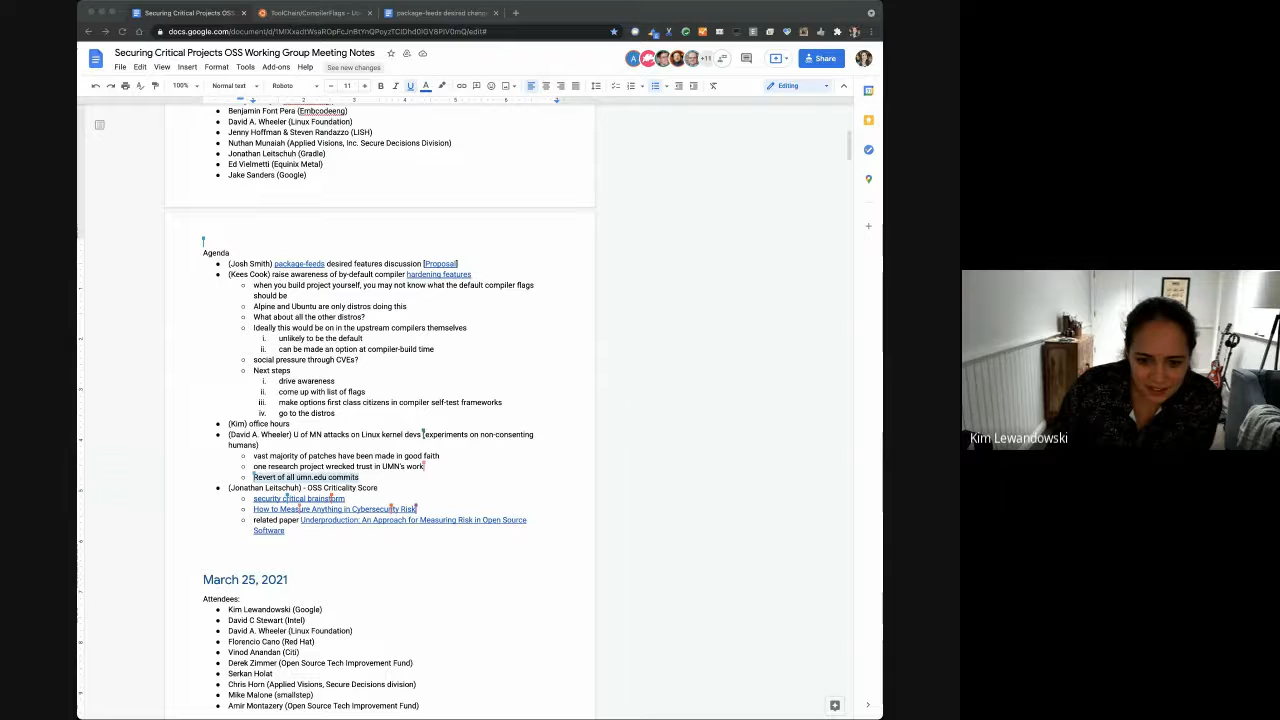 Securing Critical Projects OSS
ToolChain/CompilerFlags - 
package-feeds desired chang
Securing Critical Projects OSS Working Group Meeting Notes
+11
Share
File Edit View Insert Format Tools Add-ons Help See new changes
100% Normal text Roboto 11 Editing
Benjamin Font Pera (Embcodeeng)
David A. Wheeler (Linux Foundation)
Jenny Hoffman & Steven Randazzo (LISH)
Nuthan Munaiah (Applied Visions, Inc. Secure Decisions Division)
Jonathan Leitschuh (Gradle)
Ed Vielmetti (Equinix Metal)
Jake Sanders (Google)
Agenda
(Josh Smith) package-feeds desired features discussion [Proposal]
(Kees Cook) raise awareness of by-default compiler hardening features
when you build project yourself, you may not know what the default compiler flags
should be
Alpine and Ubuntu are only distros doing this
What about all the other distros?
Ideally this would be on in the upstream compilers themselves
i. unlikely to be the default
ii. can be made an option at compiler-build time
social pressure through CVEs?
Next steps
i. drive awareness
ii. come up with list of flags
iii. make options first class citizens in compiler self-test frameworks
iv. go to the distros
(Kim) office hours
(David A. Wheeler) U of MN attacks on Linux kernel devs (experiments on non-consenting
humans)
vast majority of patches have been made in good faith
one research project wrecked trust in UMN's work
Revert of all umn.edu commits
(Jonathan Leitschuh) - OSS Criticality Score
security critical brainstorm
How to Measure Anything in Cybersecurity Risk
related paper Underproduction: An Approach for Measuring Risk in Open Source
Software
March 25, 2021
Attendees:
Kim Lewandowski (Google)
David C Stewart (Intel)
David A. Wheeler (Linux Foundation)
Florencio Cano (Red Hat)
Vinod Anandan (Citi)
Derek Zimmer (Open Source Tech Improvement Fund)
Serkan Holat
Chris Horn (Applied Visions, Secure Decisions division)
Mike Malone (smallstep)
Amir Montazery (Open Source Tech Improvement Fund)
Kim Lewandowski